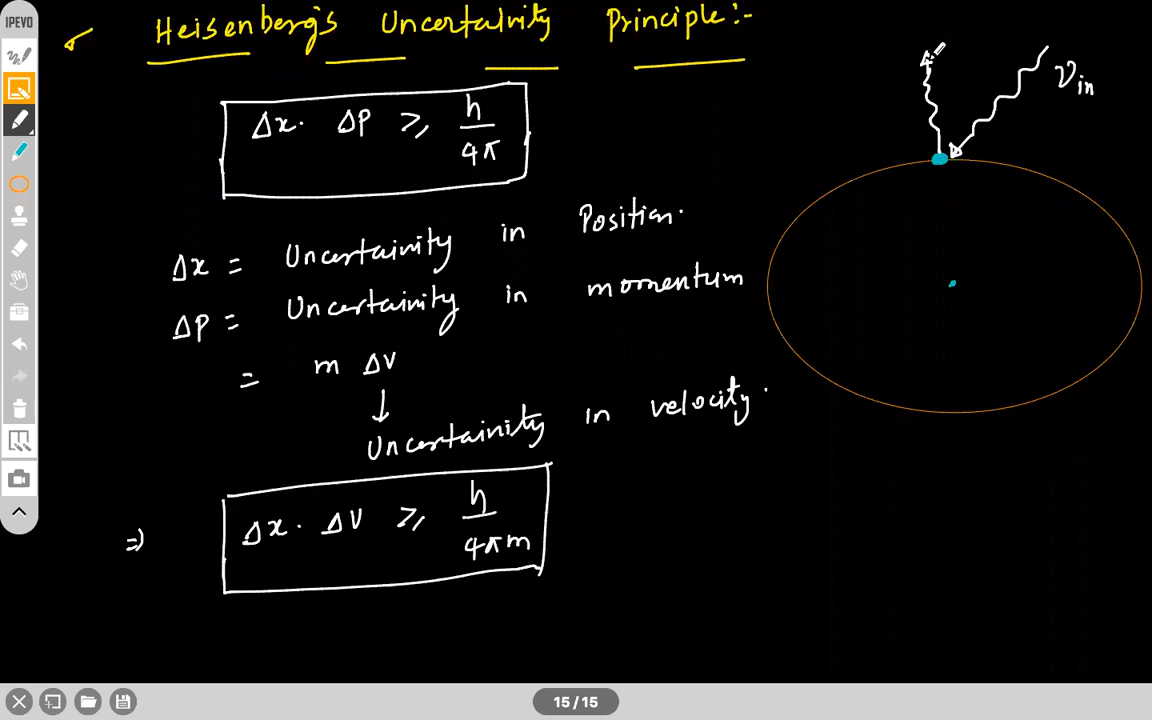 IPEVO
Heisenberg's Uncertainity Principle:-
Δx · Δp ⩾ h/4π
ν in
Δx = Uncertainity in Position.
Δp = Uncertainity in momentum
= m Δv
↓
Uncertainity in velocity.
⇒ Δx · Δv ⩾ h/4πm
15 / 15